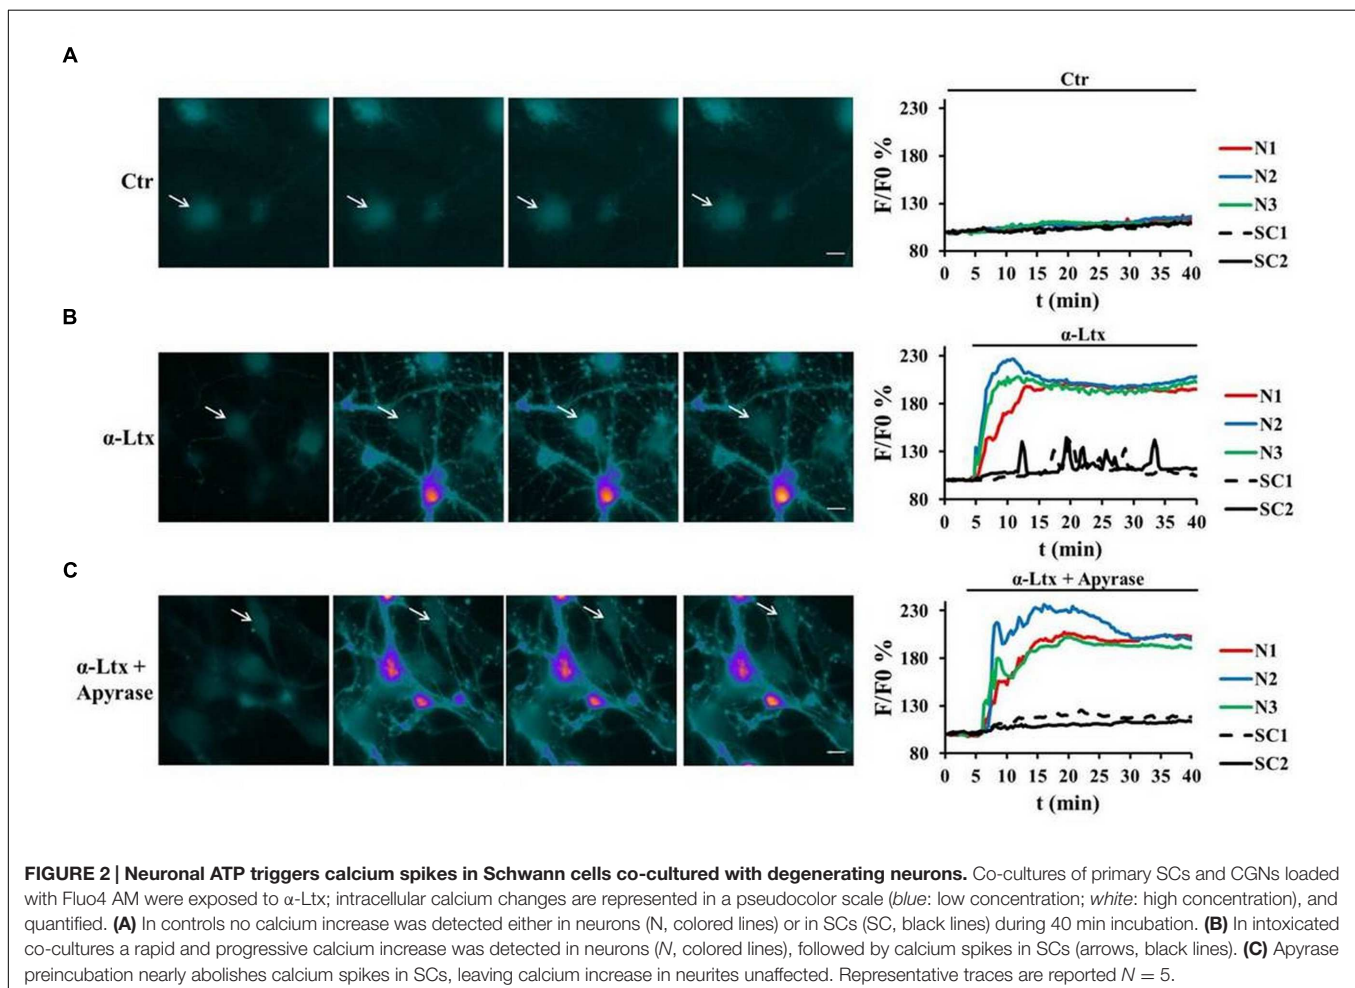 A
Ctr
Ctr
F/F0 %
230
180
130
80
0 5 10 15 20 25 30 35 40
t (min)
N1
N2
N3
SC1
SC2
B
α-Ltx
α-Ltx
F/F0 %
230
180
130
80
0 5 10 15 20 25 30 35 40
t (min)
N1
N2
N3
SC1
SC2
C
α-Ltx +
Apyrase
α-Ltx + Apyrase
F/F0 %
230
180
130
80
0 5 10 15 20 25 30 35 40
t (min)
N1
N2
N3
SC1
SC2
FIGURE 2 | Neuronal ATP triggers calcium spikes in Schwann cells co-cultured with degenerating neurons. Co-cultures of primary SCs and CGNs loaded
with Fluo4 AM were exposed to α-Ltx; intracellular calcium changes are represented in a pseudocolor scale (blue: low concentration; white: high concentration), and
quantified. (A) In controls no calcium increase was detected either in neurons (N, colored lines) or in SCs (SC, black lines) during 40 min incubation. (B) In intoxicated
co-cultures a rapid and progressive calcium increase was detected in neurons (N, colored lines), followed by calcium spikes in SCs (arrows, black lines). (C) Apyrase
preincubation nearly abolishes calcium spikes in SCs, leaving calcium increase in neurites unaffected. Representative traces are reported N = 5.